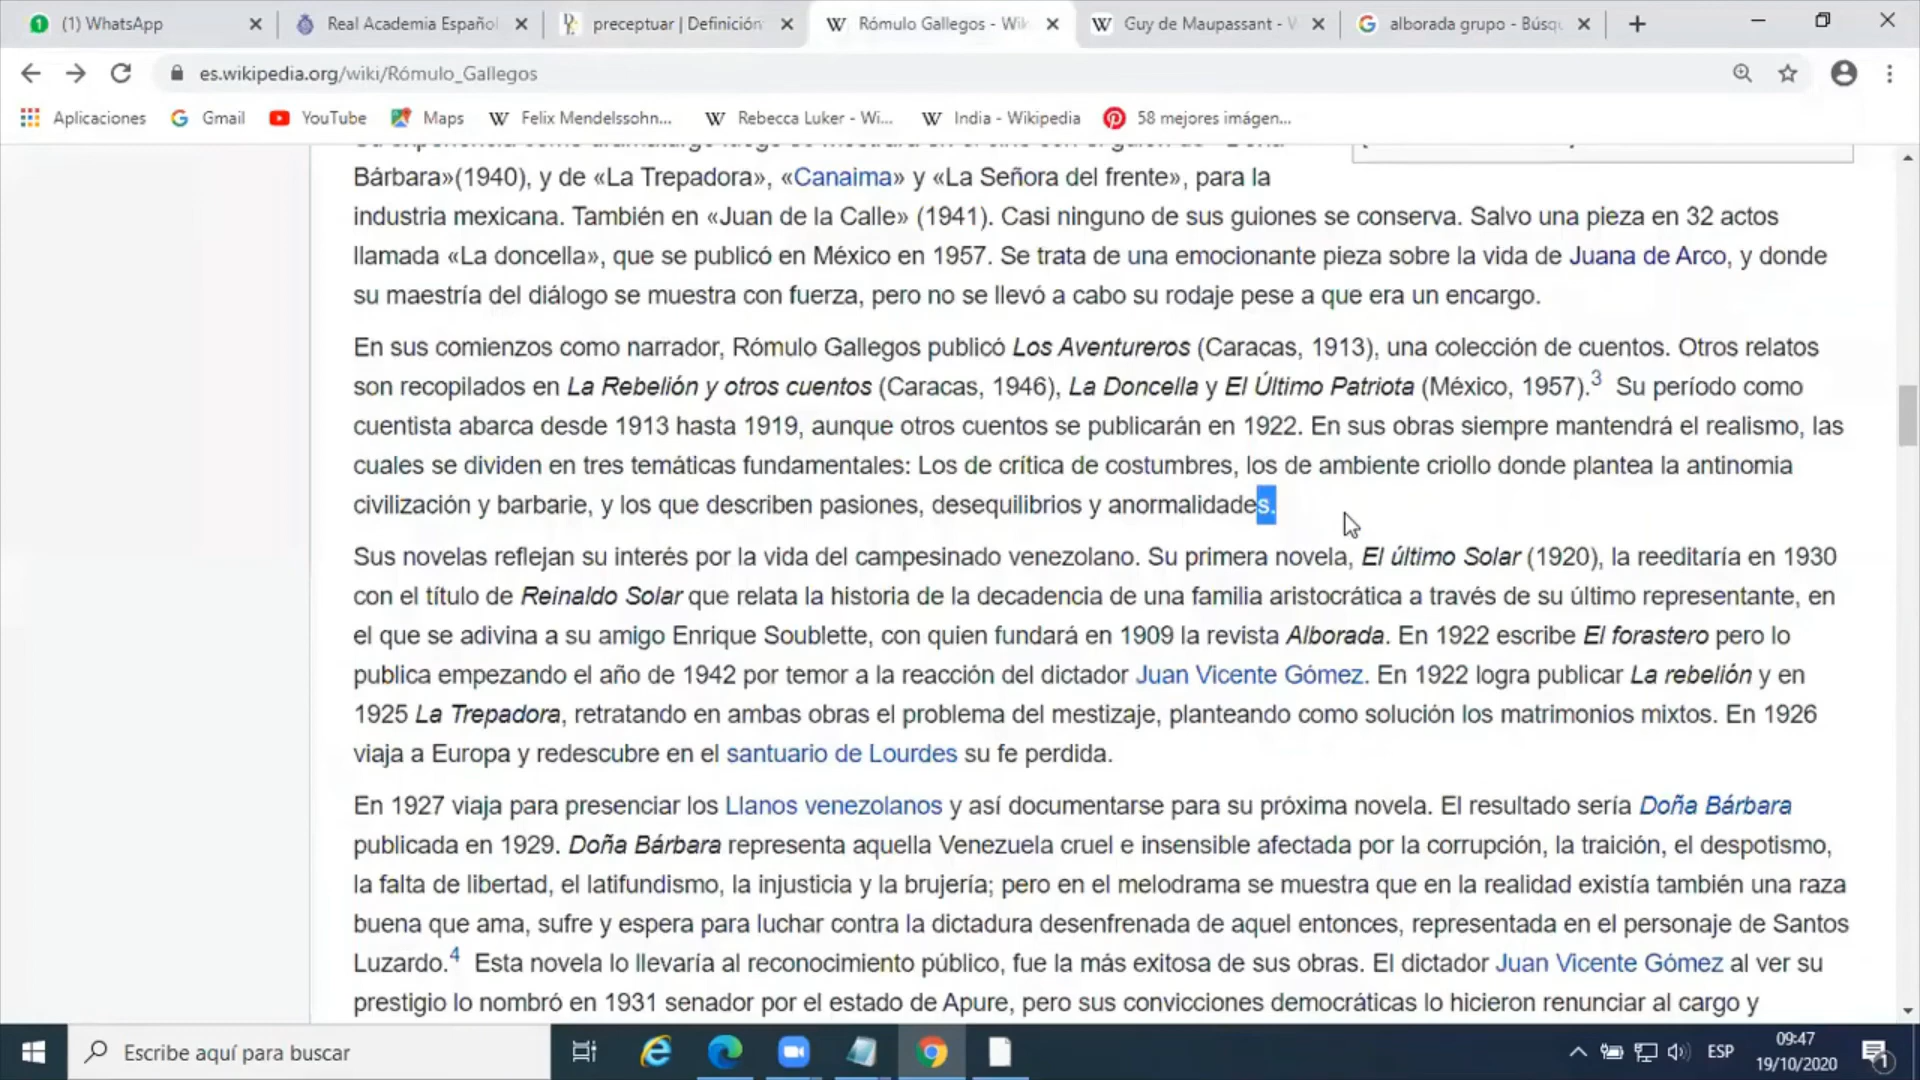 (1) WhatsApp
Real Academia Español
preceptuar | Definición
Rómulo Gallegos - Wik
Guy de Maupassant - W
alborada grupo - Búsqu
es.wikipedia.org/wiki/Rómulo_Gallegos
Aplicaciones
Gmail
YouTube
Maps
Felix Mendelssohn...
Rebecca Luker - Wi...
India - Wikipedia
58 mejores imágen...
Bárbara»(1940), y de «La Trepadora», «Canaima» y «La Señora del frente», para la
industria mexicana. También en «Juan de la Calle» (1941). Casi ninguno de sus guiones se conserva. Salvo una pieza en 32 actos
llamada «La doncella», que se publicó en México en 1957. Se trata de una emocionante pieza sobre la vida de Juana de Arco, y donde
su maestría del diálogo se muestra con fuerza, pero no se llevó a cabo su rodaje pese a que era un encargo.
En sus comienzos como narrador, Rómulo Gallegos publicó Los Aventureros (Caracas, 1913), una colección de cuentos. Otros relatos
son recopilados en La Rebelión y otros cuentos (Caracas, 1946), La Doncella y El Último Patriota (México, 1957).3 Su período como
cuentista abarca desde 1913 hasta 1919, aunque otros cuentos se publicarán en 1922. En sus obras siempre mantendrá el realismo, las
cuales se dividen en tres temáticas fundamentales: Los de crítica de costumbres, los de ambiente criollo donde plantea la antinomia
civilización y barbarie, y los que describen pasiones, desequilibrios y anormalidades.
Sus novelas reflejan su interés por la vida del campesinado venezolano. Su primera novela, El último Solar (1920), la reeditaría en 1930
con el título de Reinaldo Solar que relata la historia de la decadencia de una familia aristocrática a través de su último representante, en
el que se adivina a su amigo Enrique Soublette, con quien fundará en 1909 la revista Alborada. En 1922 escribe El forastero pero lo
publica empezando el año de 1942 por temor a la reacción del dictador Juan Vicente Gómez. En 1922 logra publicar La rebelión y en
1925 La Trepadora, retratando en ambas obras el problema del mestizaje, planteando como solución los matrimonios mixtos. En 1926
viaja a Europa y redescubre en el santuario de Lourdes su fe perdida.
En 1927 viaja para presenciar los Llanos venezolanos y así documentarse para su próxima novela. El resultado sería Doña Bárbara
publicada en 1929. Doña Bárbara representa aquella Venezuela cruel e insensible afectada por la corrupción, la traición, el despotismo,
la falta de libertad, el latifundismo, la injusticia y la brujería; pero en el melodrama se muestra que en la realidad existía también una raza
buena que ama, sufre y espera para luchar contra la dictadura desenfrenada de aquel entonces, representada en el personaje de Santos
Luzardo.4 Esta novela lo llevaría al reconocimiento público, fue la más exitosa de sus obras. El dictador Juan Vicente Gómez al ver su
prestigio lo nombró en 1931 senador por el estado de Apure, pero sus convicciones democráticas lo hicieron renunciar al cargo y
Escribe aquí para buscar
ESP
09:47
19/10/2020
1